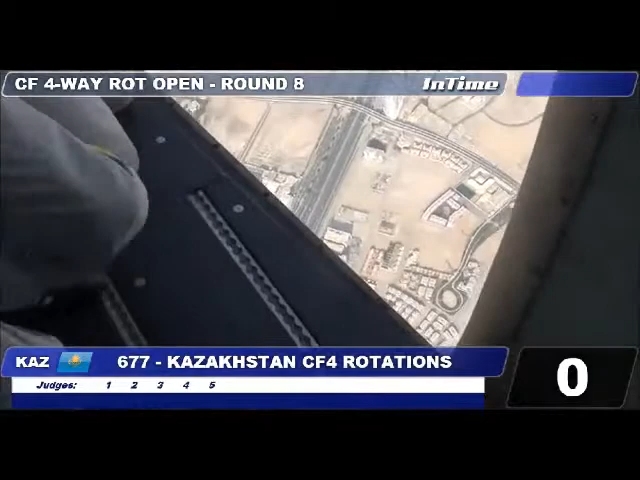 CF 4-WAY ROT OPEN - ROUND 8
InTime
KAZ 677 - KAZAKHSTAN CF4 ROTATIONS
0
Judges: 1 2 3 4 5